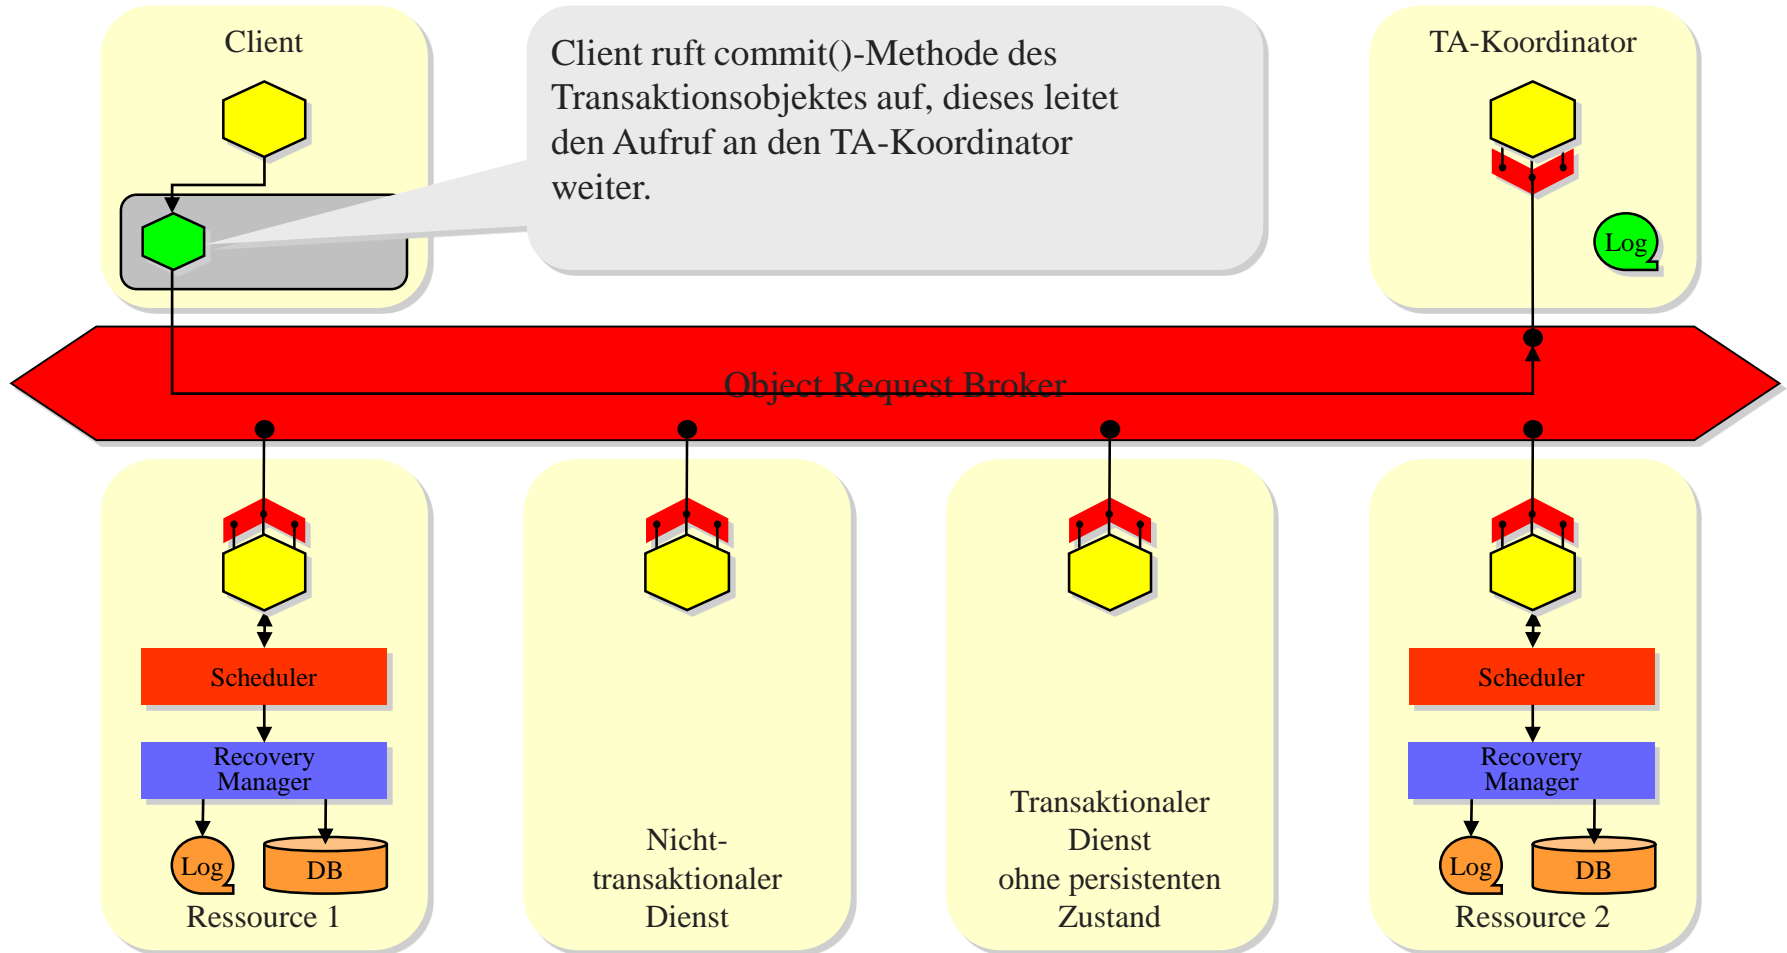 Client
Client ruft commit()-Methode des
Transaktionsobjektes auf, dieses leitet
den Aufruf an den TA-Koordinator
weiter.
TA-Koordinator
Log
Object Request Broker
Scheduler
Recovery
Manager
Log
DB
Ressource 1
Nicht-
transaktionaler
Dienst
Transaktionaler
Dienst
ohne persistenten
Zustand
Scheduler
Recovery
Manager
Log
DB
Ressource 2